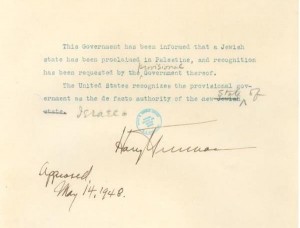 This Government has been informed that a Jewish
state has been proclaimed in Palestine, and recognition
provisional
has been requested by the Government thereof.
The United States recognizes the provisional gov-
ernment as the de facto authority of the new Jewish State of
state. Israel.
Harry Truman
Approved,
May 14, 1948.